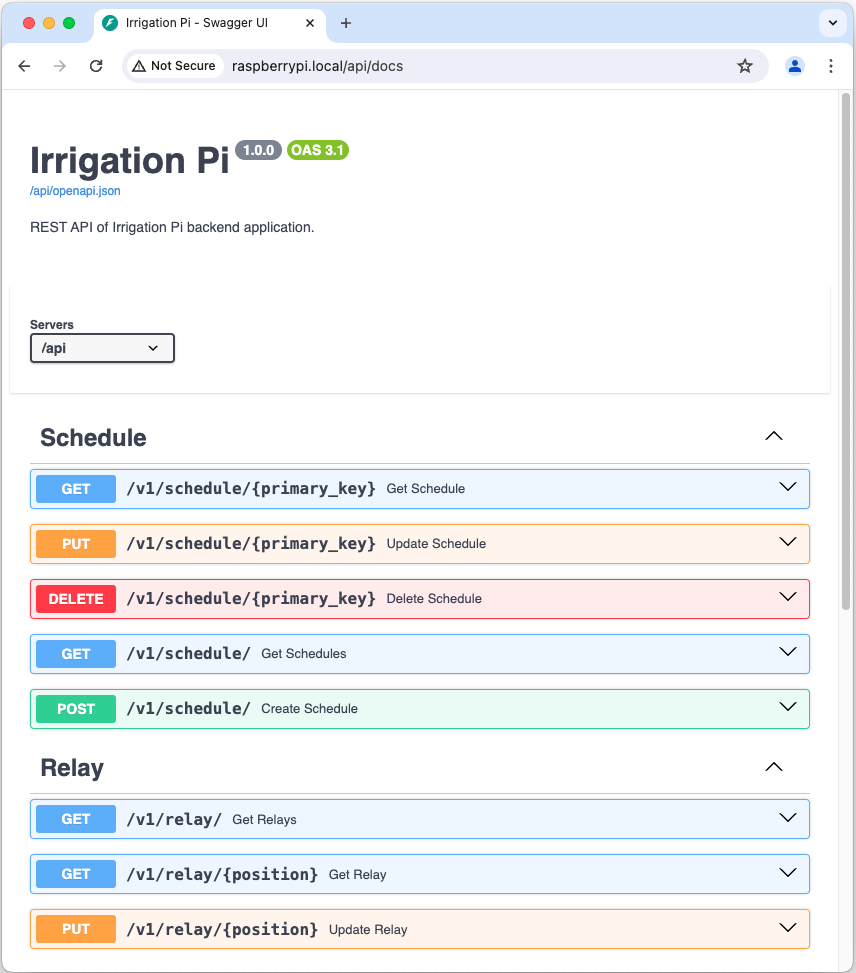 Irrigation Pi - Swagger UI
Not Secure raspberrypi.local/api/docs
Irrigation Pi 1.0.0 OAS 3.1
/api/openapi.json
REST API of Irrigation Pi backend application.
Servers
/api
Schedule
GET /v1/schedule/{primary_key} Get Schedule
PUT /v1/schedule/{primary_key} Update Schedule
DELETE /v1/schedule/{primary_key} Delete Schedule
GET /v1/schedule/ Get Schedules
POST /v1/schedule/ Create Schedule
Relay
GET /v1/relay/ Get Relays
GET /v1/relay/{position} Get Relay
PUT /v1/relay/{position} Update Relay